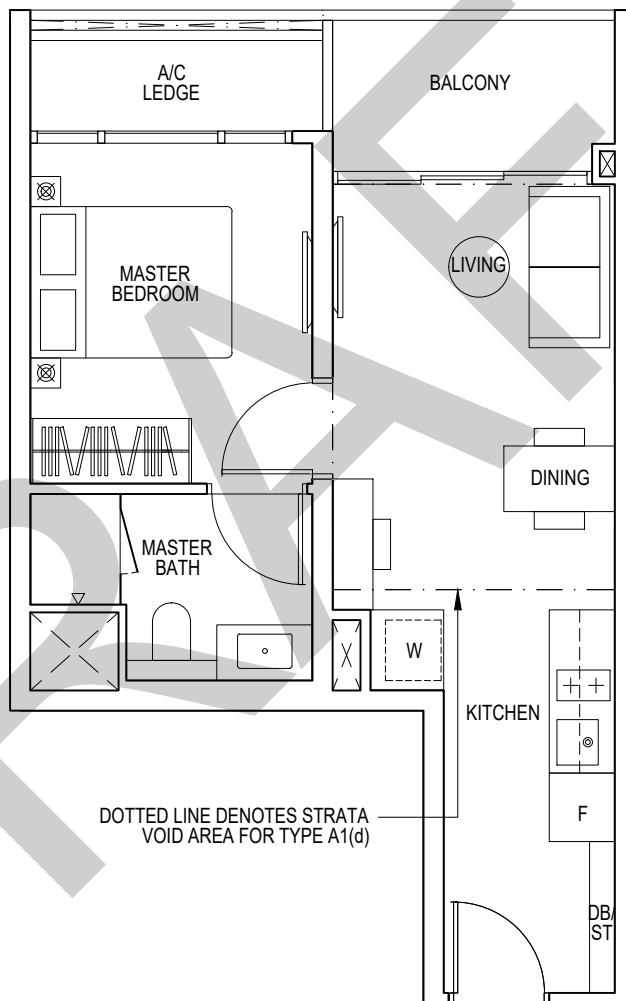 A/C
LEDGE
BALCONY
MASTER
BEDROOM
LIVING
DINING
MASTER
BATH
W
KITCHEN
DOTTED LINE DENOTES STRATA
VOID AREA FOR TYPE A1(d)
F
DB/
ST